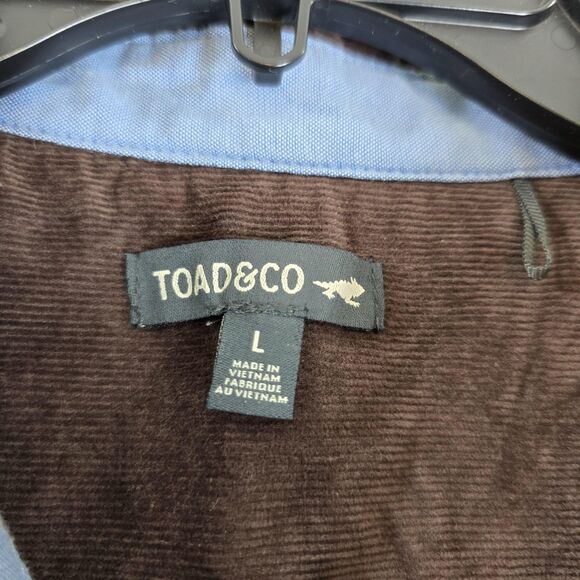 TOAD&CO
L
MADE IN
VIETNAM
FABRIQUE
AU VIETNAM